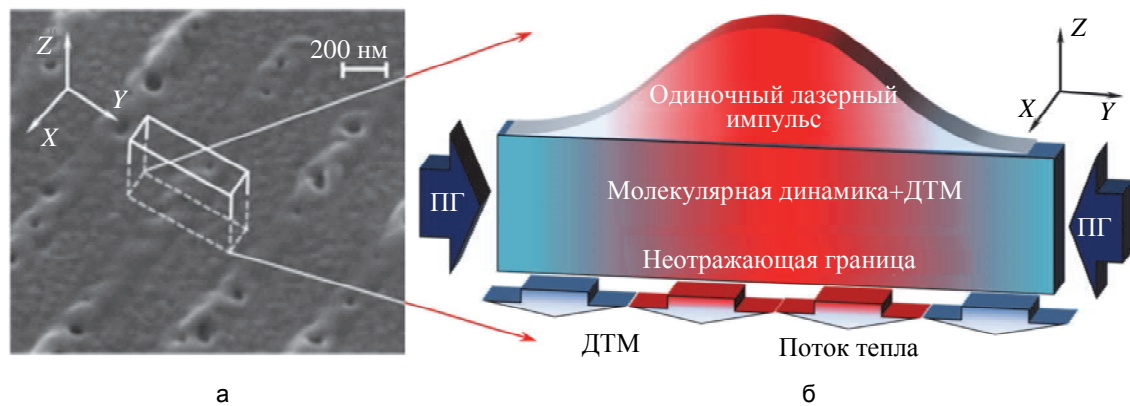 Z
Y
X
200 нм
Z
X
Y
Одиночный лазерный
импульс
ПГ
Молекулярная динамика+ДТМ
ПГ
Неотражающая граница
ДТМ
Поток тепла
а
б